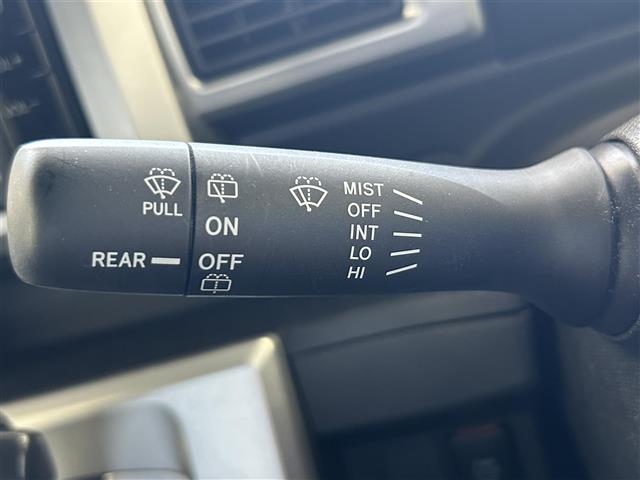 PULL
REAR
ON
OFF
MIST
OFF
INT
LO
HI